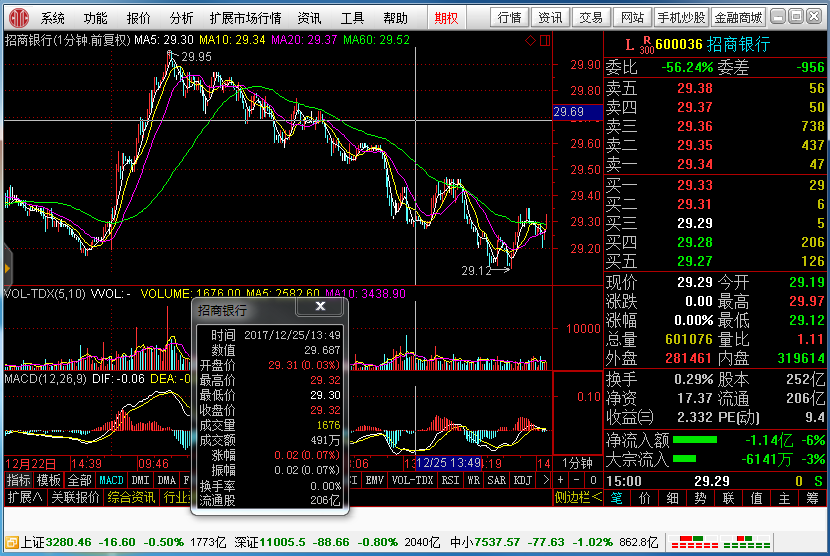 系统 功能 报价 分析 扩展市场行情 资讯 工具 帮助 期权 行情 资讯 交易 网站 手机炒股 金融商城
招商银行(1分钟.前复权) MA5: 29.30 MA10: 29.34 MA20: 29.37 MA60: 29.52
L R 300 600036 招商银行
委比 -56.24% 委差 -956
卖五 29.38 56
卖四 29.37 50
卖三 29.36 738
卖二 29.35 437
卖一 29.34 47
买一 29.33 29
买二 29.31 6
买三 29.29 5
买四 29.28 206
买五 29.27 126
现价 29.29 今开 29.19
涨跌 0.00 最高 29.97
涨幅 0.00% 最低 29.12
总量 601076 量比 1.11
外盘 281461 内盘 319614
换手 0.29% 股本 252亿
净资 17.37 流通 206亿
收益㈢ 2.332 PE(动) 9.4
净流入额 -1.14亿 -6%
大宗流入 -6141万 -3%
15:00 29.29 0 S
笔 价 细 势 联 值 主 筹
29.95
29.12
29.90
29.80
29.69
29.60
29.50
29.40
29.30
29.20
VOL-TDX(5,10) VVOL: - VOLUME: 1676.00 MA5: 2582.60 MA10: 3438.90
10000
MACD(12,26,9) DIF: -0.06 DEA: -0
0.10
招商银行 X
时间 2017/12/25/13:49
数值 29.687
开盘价 29.31 (0.03%)
最高价 29.32
最低价 29.30
收盘价 29.32
成交量 1676
成交额 491万
涨幅 0.02 (0.07%)
振幅 0.02 (0.07%)
换手率 0.00%
流通股 206亿
12月22日 14:39 09:46 :06 13 12/25 13:49 :19 14 1分钟
指标 模板 全部 MACD DMI DMA F SI EMV VOL-TDX RSI WR SAR KDJ > + - 0
扩展∧ 关联报价 综合资讯 行业 侧边栏<
上证3280.46 -16.60 -0.50% 1773亿 深证11005.5 -88.66 -0.80% 2040亿 中小7537.57 -77.63 -1.02% 862.8亿